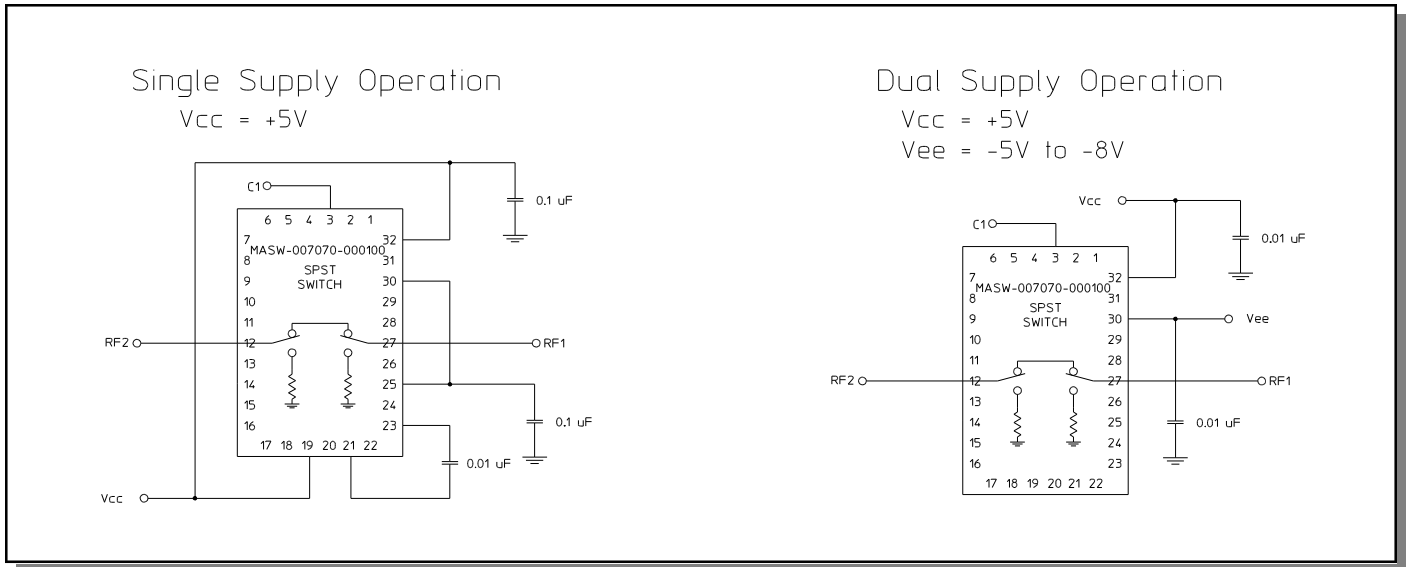 Single Supply Operation
Vcc = +5V
C1
0.1 uF
6 5 4 3 2 1
7
32
MASW-007070-000100
8
31
SPST
9
30
SWITCH
10
29
11
28
RF2
12
27
RF1
13
26
14
25
15
24
0.1 uF
16
23
17 18 19 20 21 22
0.01 uF
Vcc
Dual Supply Operation
Vcc = +5V
Vee = -5V to -8V
Vcc
C1
0.01 uF
6 5 4 3 2 1
7
32
MASW-007070-000100
8
31
SPST
9
30
Vee
SWITCH
10
29
11
28
RF2
12
27
RF1
13
26
14
25
0.01 uF
15
24
16
23
17 18 19 20 21 22